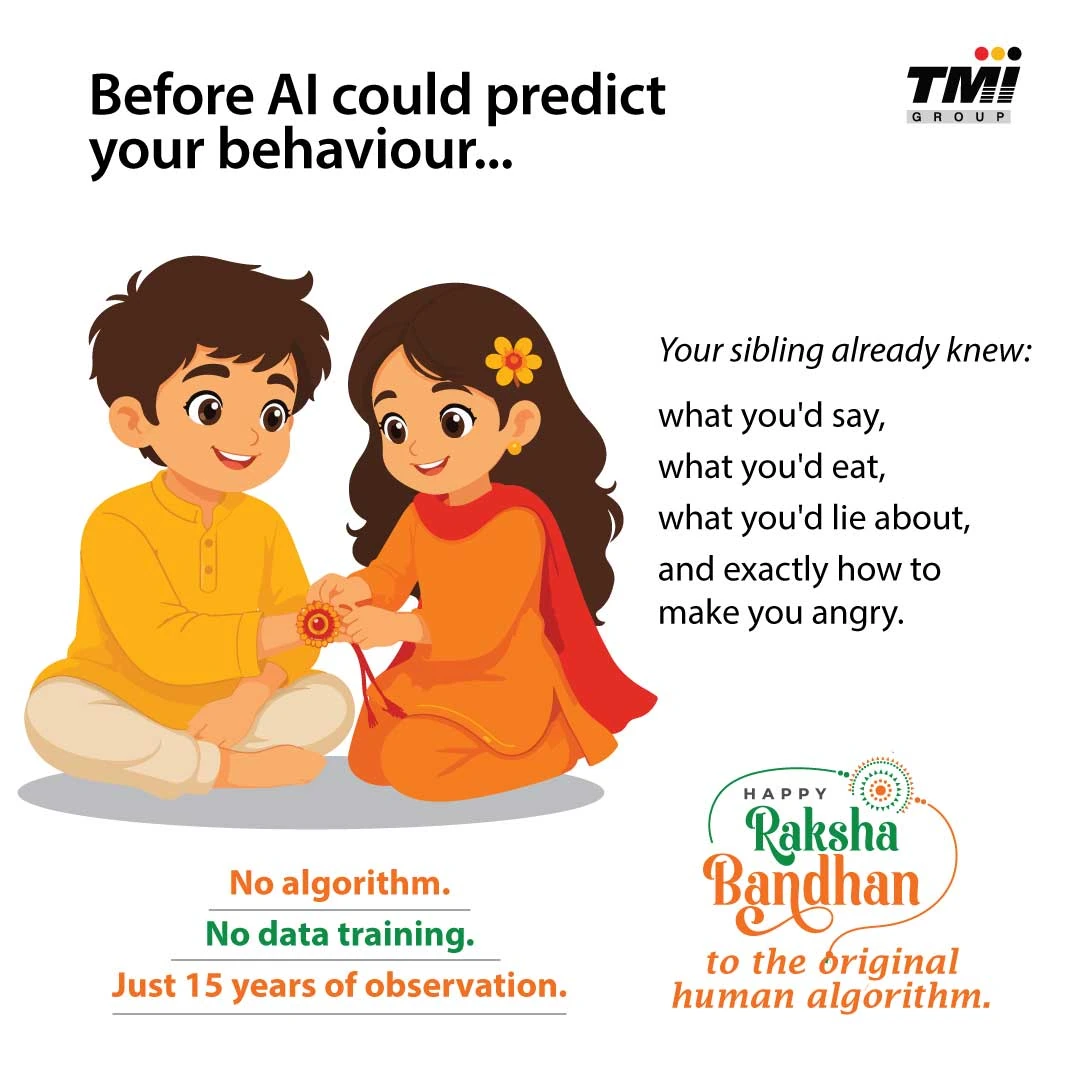 Before AI could predict
your behaviour...
TMI
GROUP
Your sibling already knew:
what you'd say,
what you'd eat,
what you'd lie about,
and exactly how to
make you angry.
No algorithm.
No data training.
Just 15 years of observation.
HAPPY
Raksha
Bandhan
to the original
human algorithm.